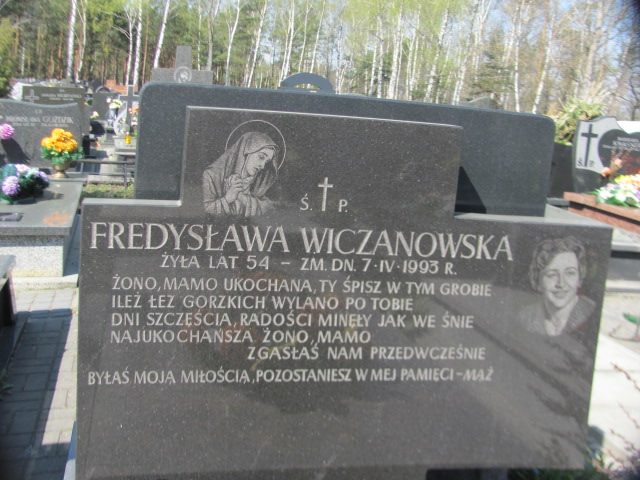 Ś. P.
FREDYSŁAWA WICZANOWSKA
ŻYŁA LAT 54 – ZM. DN. 7·IV·1993 R.
ŻONO, MAMO UKOCHANA, TY ŚPISZ W TYM GROBIE
ILEŻ ŁEZ GORZKICH WYLANO PO TOBIE
DNI SZCZĘŚCIA, RADOŚCI MINĘŁY JAK WE ŚNIE
NAJUKOCHAŃSZA ŻONO, MAMO
ZGASŁAŚ NAM PRZEDWCZEŚNIE
BYŁAŚ MOJĄ MIŁOŚCIĄ, POZOSTANIESZ W MEJ PAMIĘCI – MĄŻ